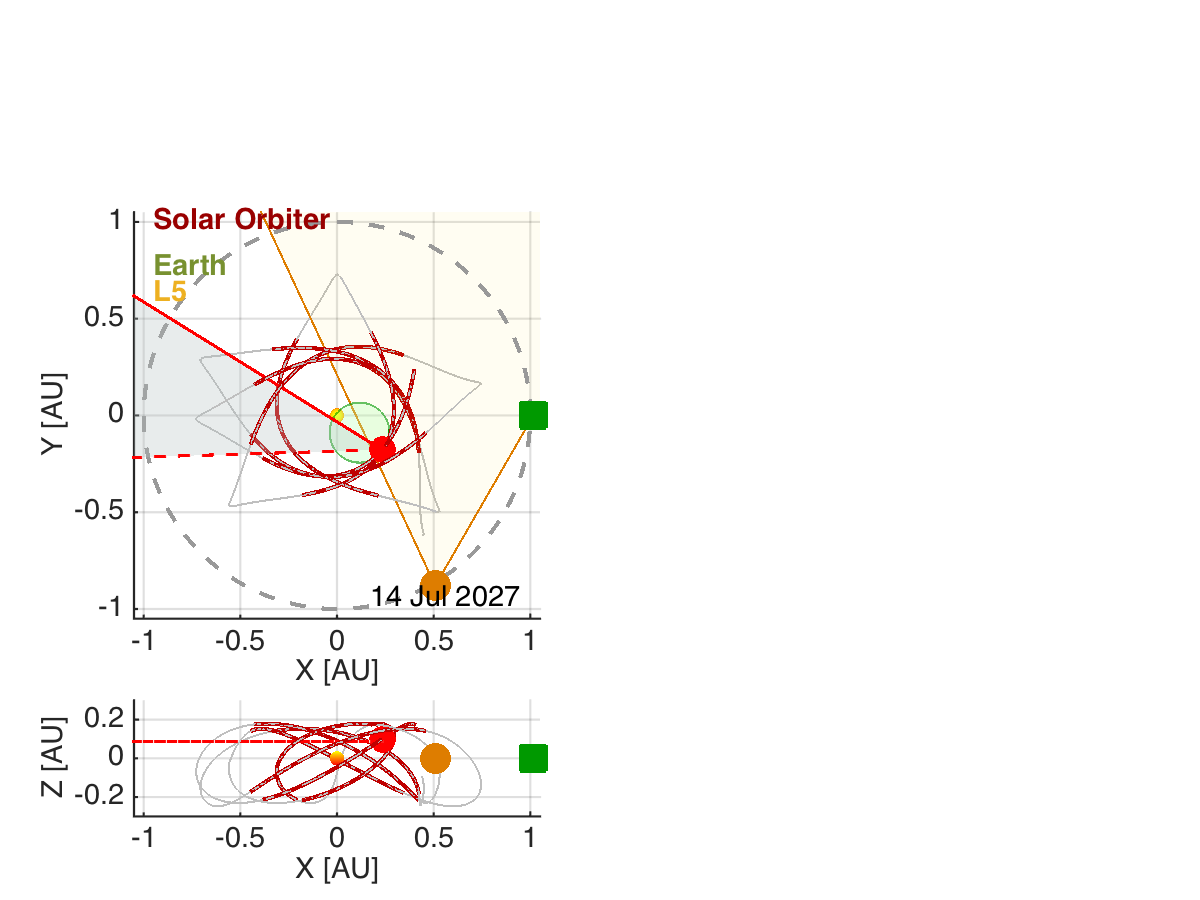 Solar Orbiter
Earth
L5
14 Jul 2027
1
0.5
0
-0.5
-1
Y [AU]
-1 -0.5 0 0.5 1
X [AU]
0.2
0
-0.2
Z [AU]
-1 -0.5 0 0.5 1
X [AU]